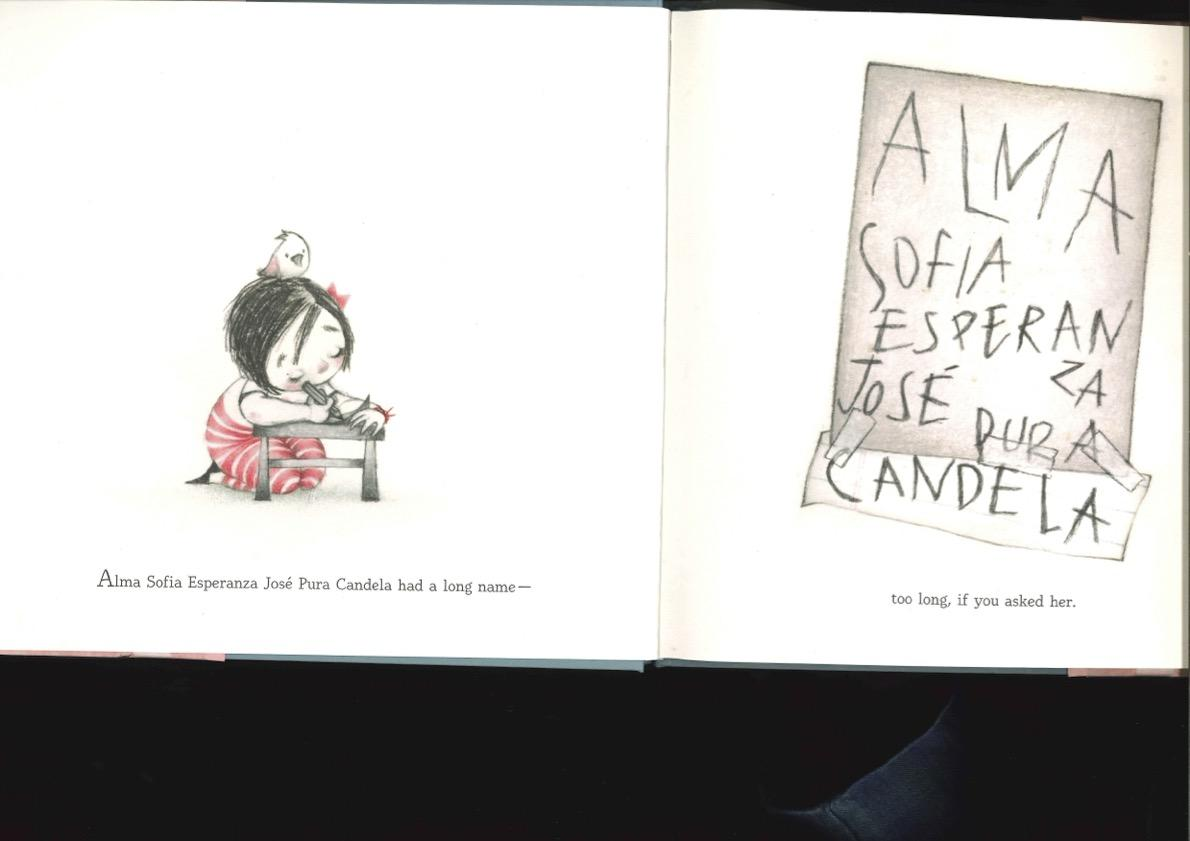 Alma Sofia Esperanza José Pura Candela had a long name—
ALMA
SOFIA
ESPERAN
ZA
JOSÉ
PURA
CANDELA
too long, if you asked her.